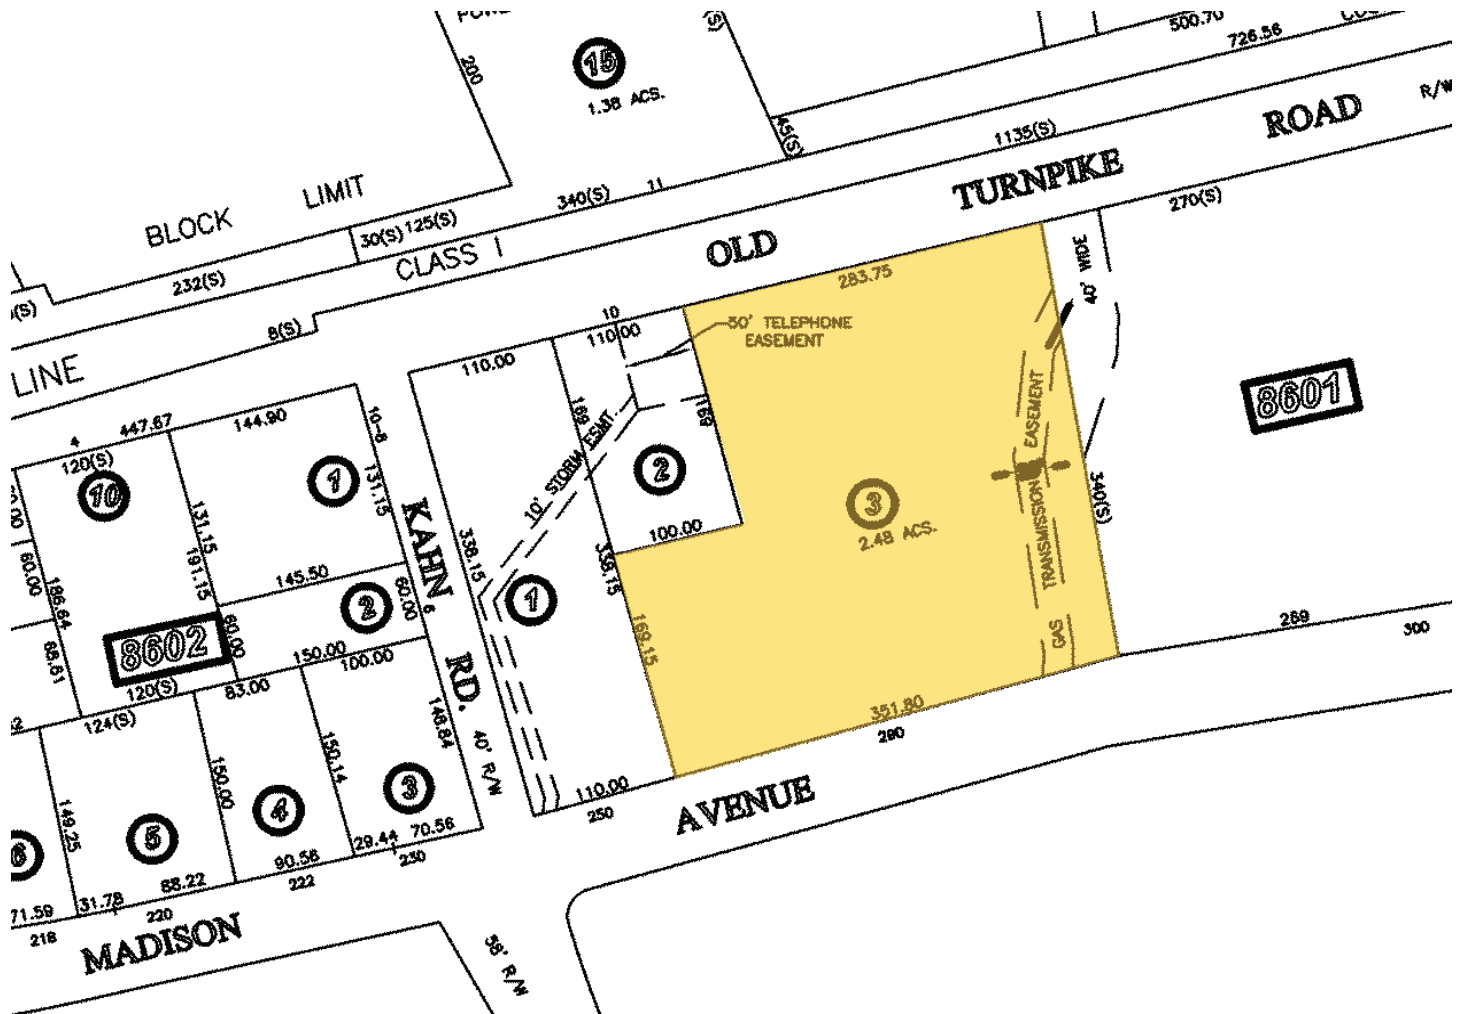 200
15
1.38 ACS.
(S)
500.70
726.56
R/W
ROAD
45(S)
1135(S)
TURNPIKE
270(S)
BLOCK LIMIT
340(S)
11
30(S)
125(S)
232(S)
CLASS I
OLD
283.75
40' WIDE
8(S)
LINE
10
110.00
110.00
50' TELEPHONE
EASEMENT
447.67
4
120(S)
144.90
10-8
10
1
131.15
131.15
191.15
60.00
186.64
88.61
145.50
2
60.00
6
KAHN RD.
40' R/W
8602
60.00
150.00
100.00
120(S)
83.00
124(S)
169
10' STORM ESMT.
169
2
100.00
338.15
338.15
1
169.15
3
2.48 ACS.
GAS TRANSMISSION EASEMENT
340(S)
8601
269
300
351.80
290
110.00
250
AVENUE
149.25
150.00
150.14
148.84
6
5
4
3
71.59
31.78
88.22
90.56
29.44
70.56
218
220
222
230
MADISON
58' R/W